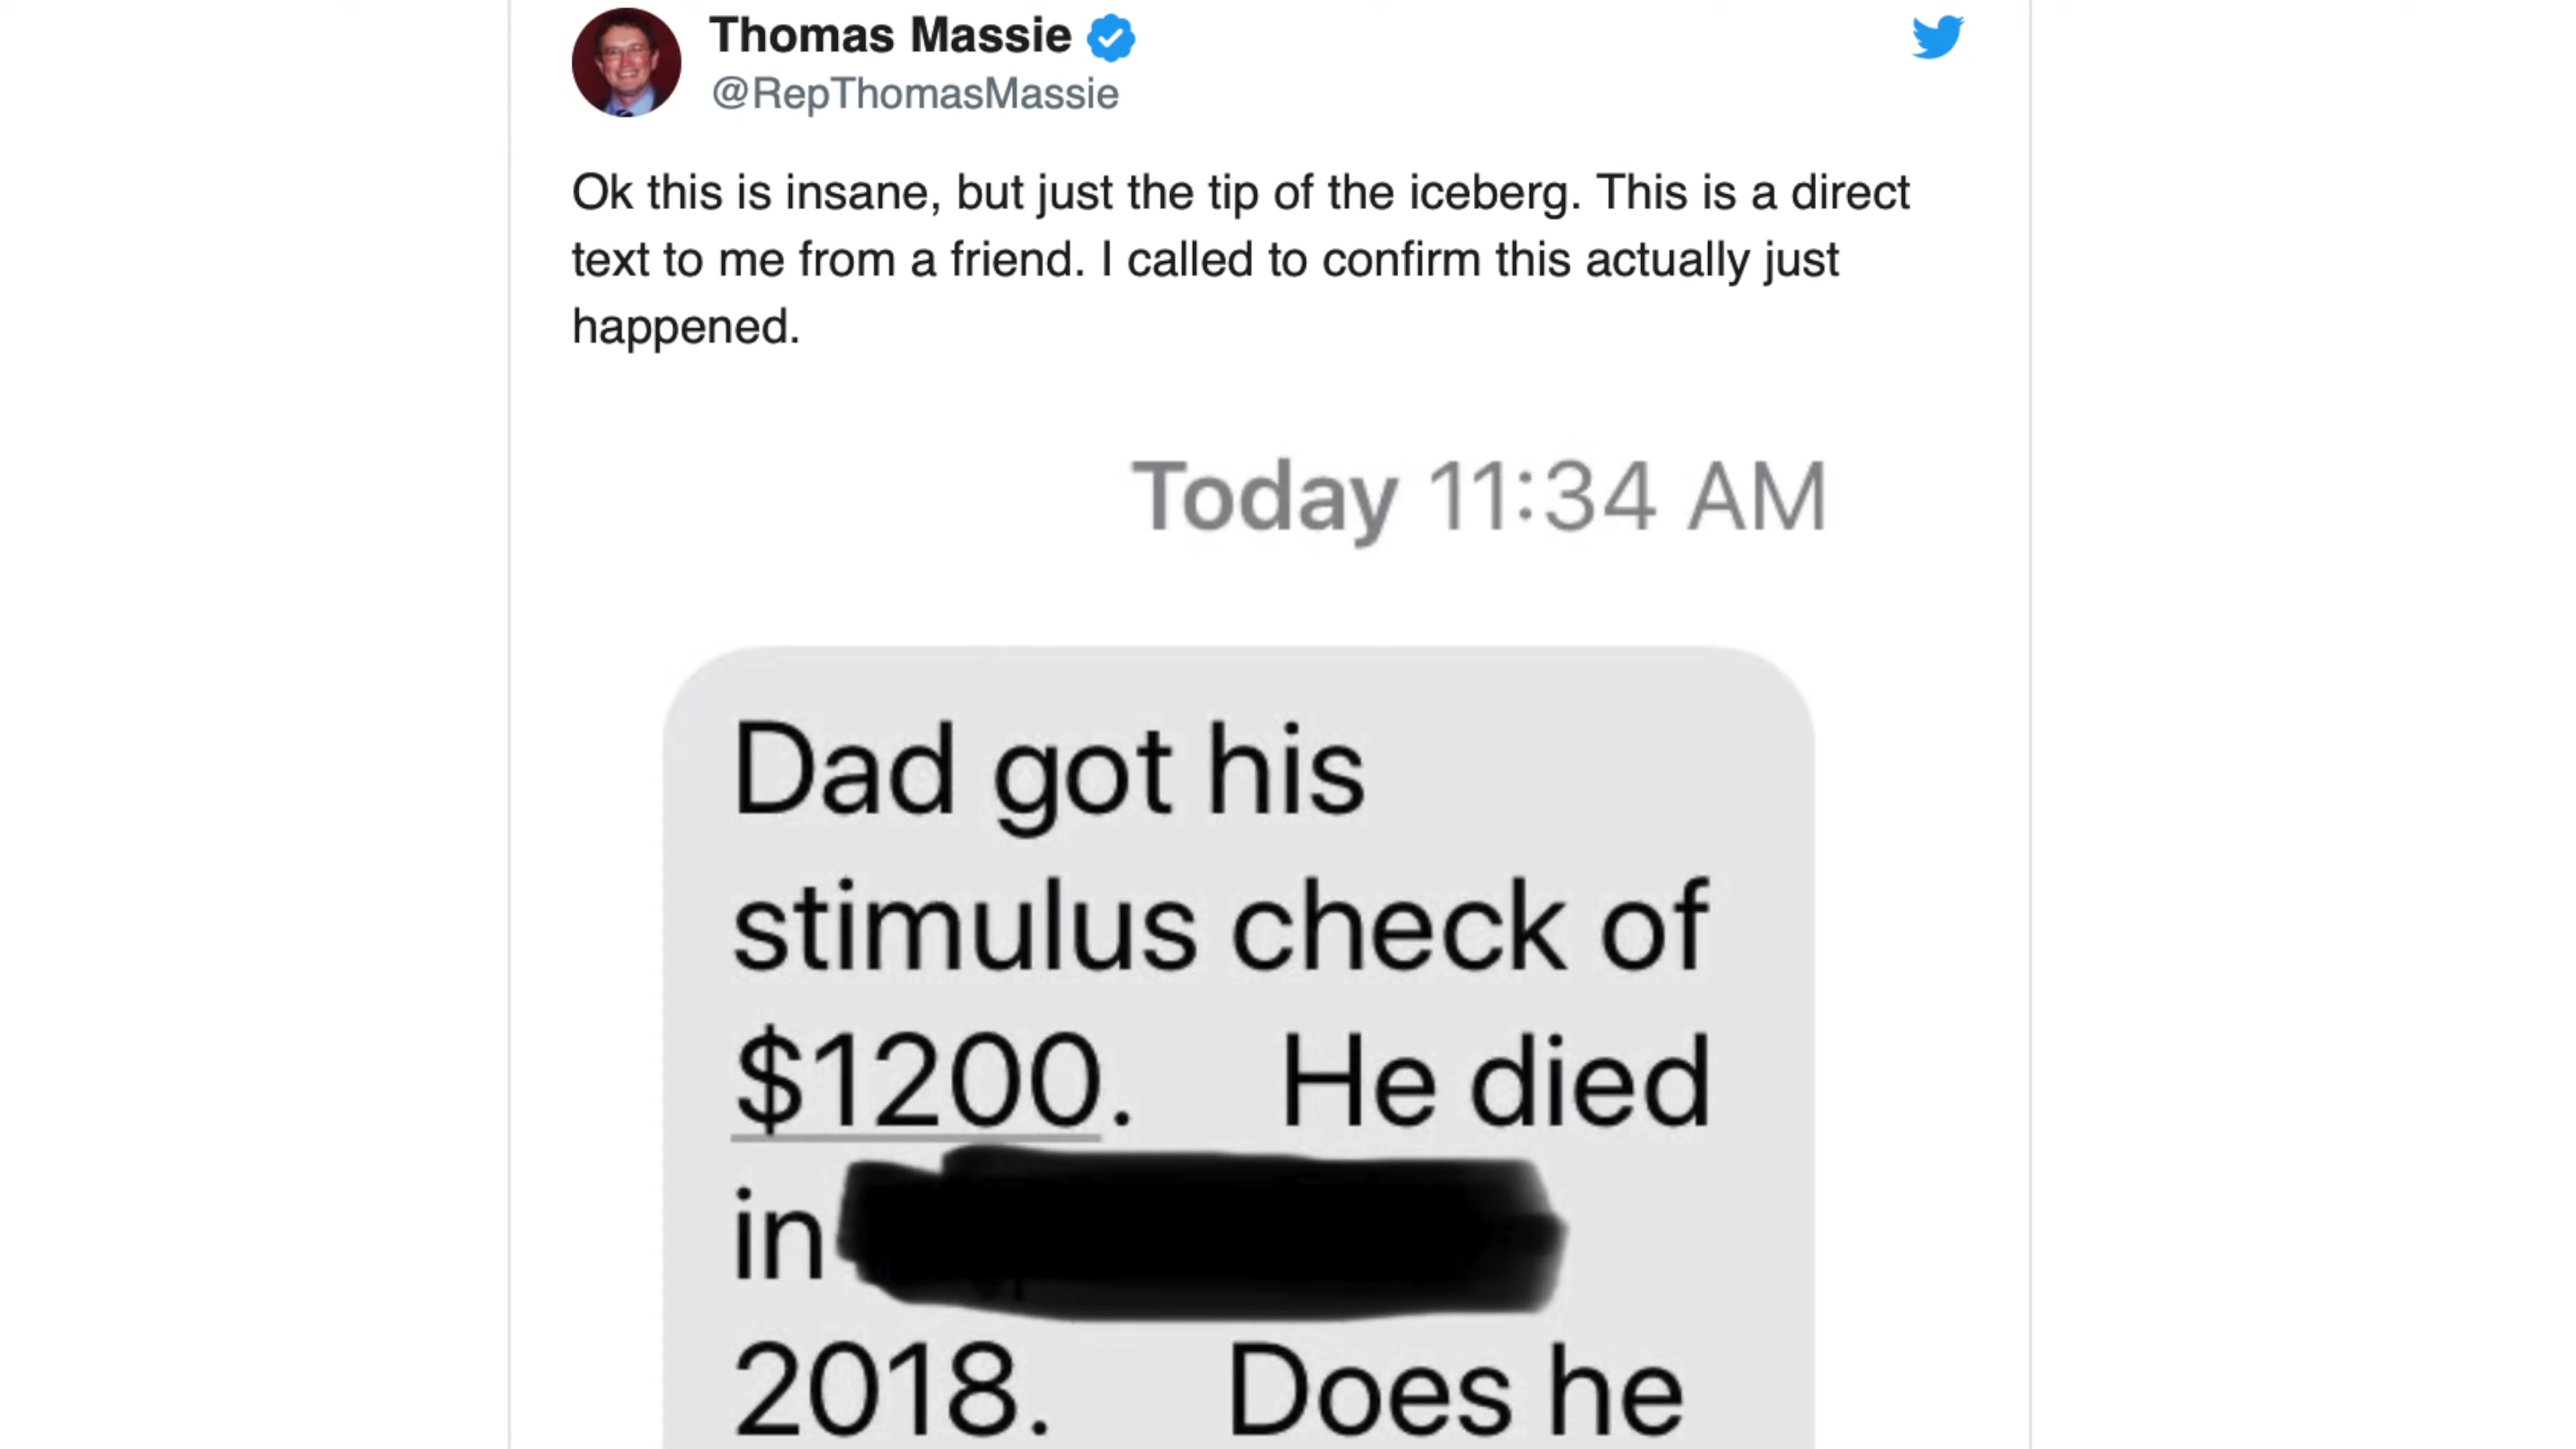 Thomas Massie
@RepThomasMassie
Ok this is insane, but just the tip of the iceberg. This is a direct
text to me from a friend. I called to confirm this actually just
happened.
Today 11:34 AM
Dad got his
stimulus check of
$1200. He died
in
2018. Does he